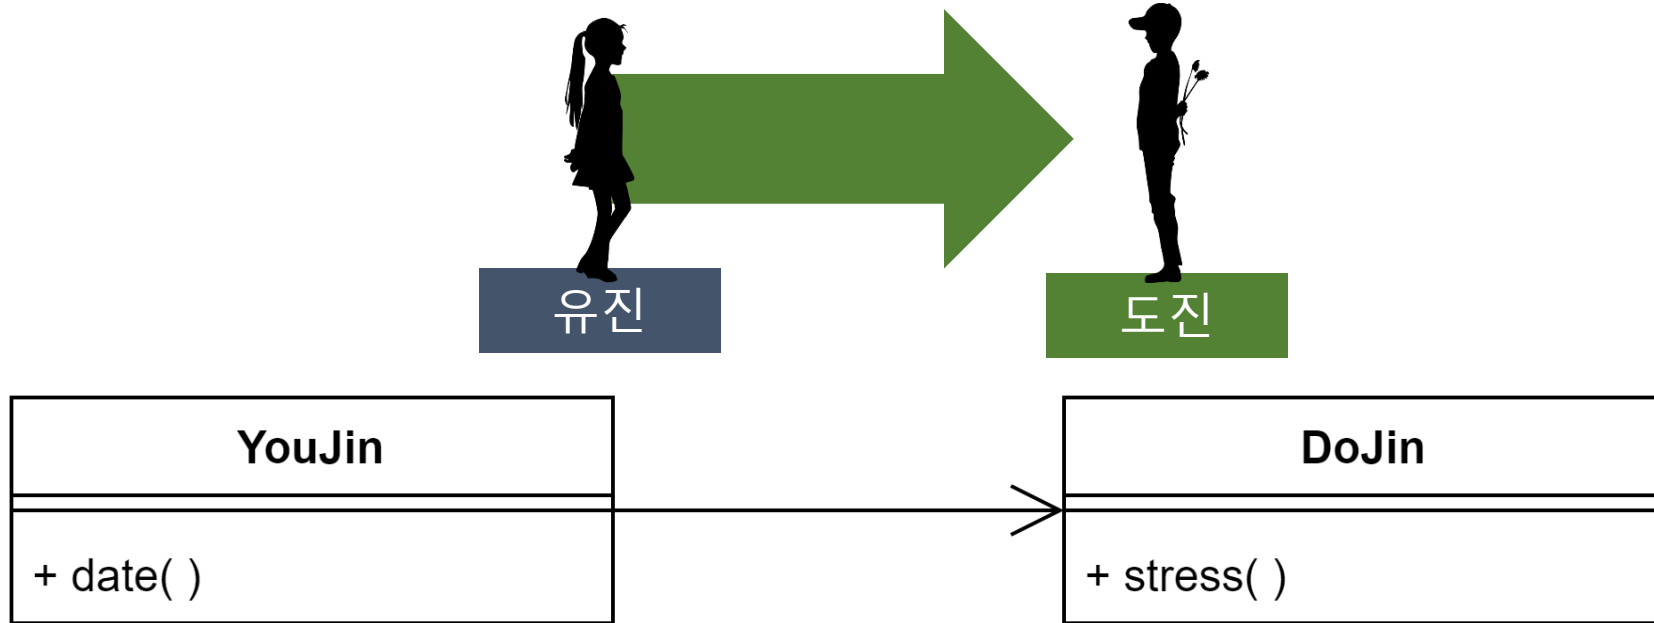 유진
도진
YouJin
DoJin
+ date( )
+ stress( )